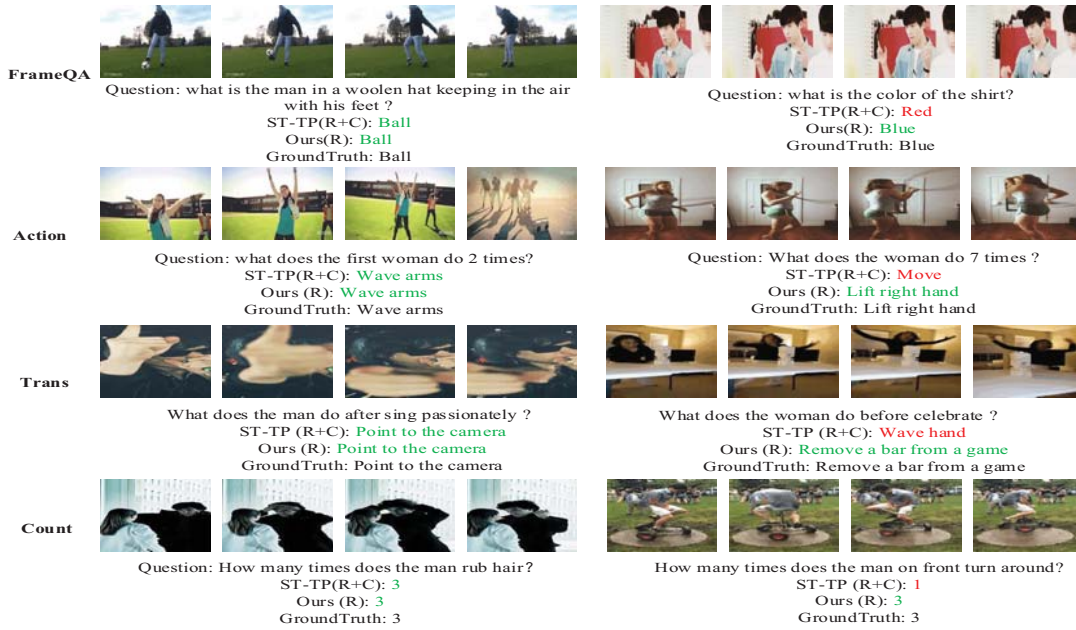 FrameQA
Question: what is the man in a woolen hat keeping in the air
with his feet ?
ST-TP(R+C): Ball
Ours(R): Ball
GroundTruth: Ball
Question: what is the color of the shirt?
ST-TP(R+C): Red
Ours(R): Blue
GroundTruth: Blue
Action
Question: what does the first woman do 2 times?
ST-TP(R+C): Wave arms
Ours (R): Wave arms
GroundTruth: Wave arms
Question: What does the woman do 7 times ?
ST-TP(R+C): Move
Ours (R): Lift right hand
GroundTruth: Lift right hand
Trans
What does the man do after sing passionately ?
ST-TP (R+C): Point to the camera
Ours (R): Point to the camera
GroundTruth: Point to the camera
What does the woman do before celebrate ?
ST-TP (R+C): Wave hand
Ours (R): Remove a bar from a game
GroundTruth: Remove a bar from a game
Count
Question: How many times does the man rub hair?
ST-TP(R+C): 3
Ours (R): 3
GroundTruth: 3
How many times does the man on front turn around?
ST-TP (R+C): 1
Ours (R): 3
GroundTruth: 3